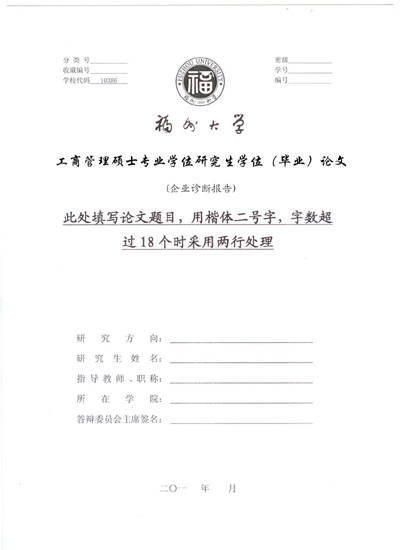 分 类 号 密级
收藏编号 学号
学校代码 10386 编号
FUZHOU UNIVERSITY
福
福州大学
工商管理硕士专业学位研究生学位（毕业）论文
(企业诊断报告)
此处填写论文题目，用楷体二号字，字数超
过 18 个时采用两行处理
研 究 方 向：
研 究 生 姓 名：
指 导 教 师、职 称：
所 在 学 院：
答辩委员会主席签名：
二〇一 年 月